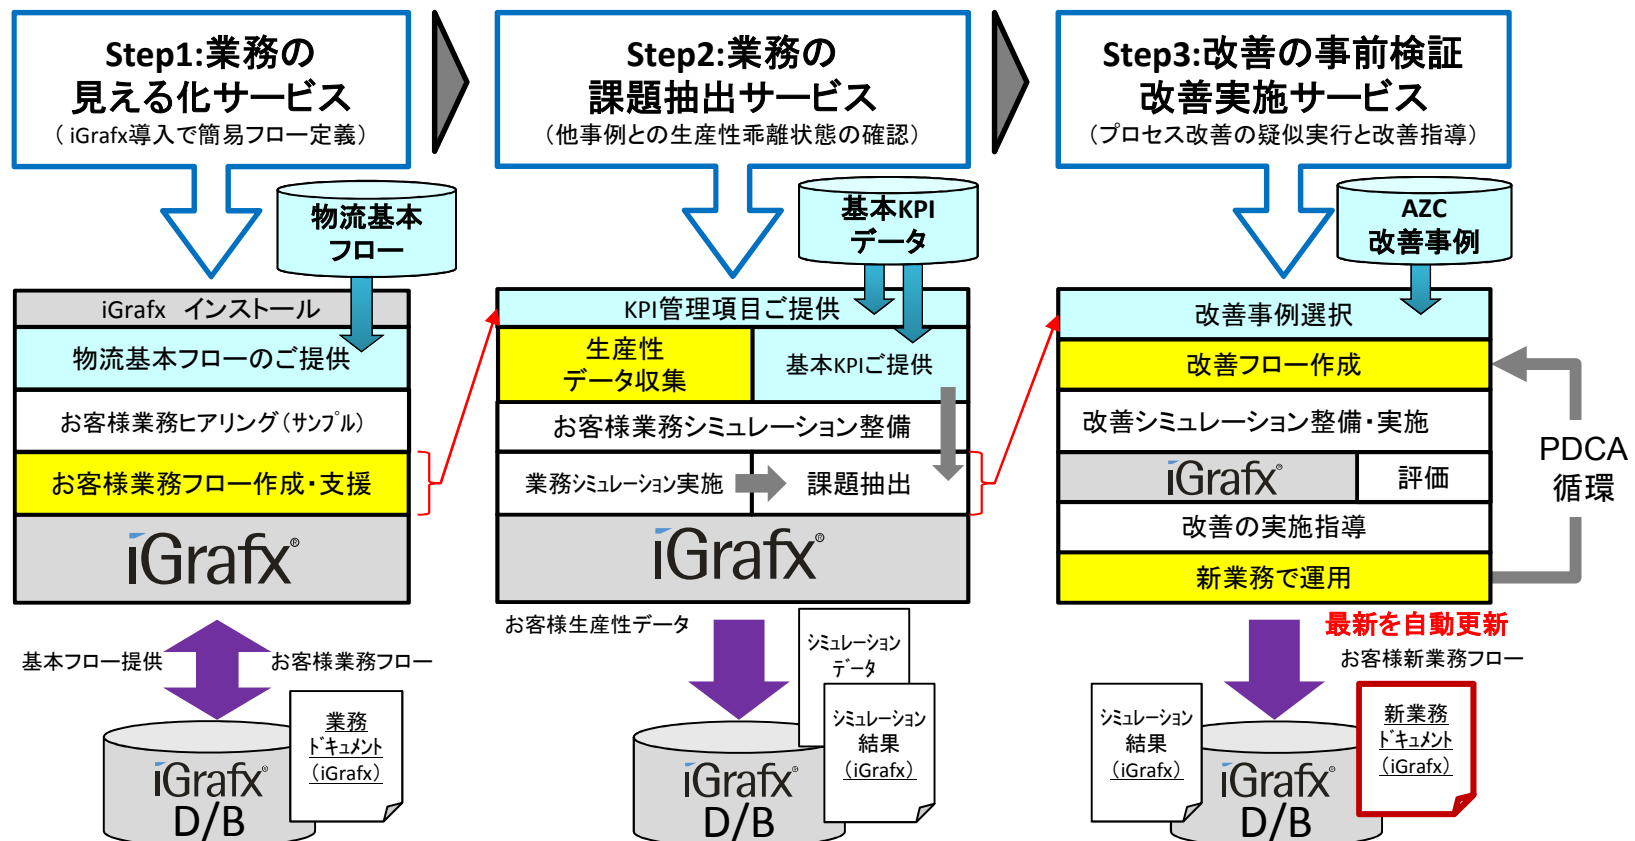 Step1:業務の
見える化サービス
(iGrafx導入で簡易フロー定義)
Step2:業務の
課題抽出サービス
(他事例との生産性乖離状態の確認)
Step3:改善の事前検証
改善実施サービス
(プロセス改善の疑似実行と改善指導)
物流基本
フロー
基本KPI
データ
AZC
改善事例
iGrafx インストール
物流基本フローのご提供
お客様業務ヒアリング(サンプル)
お客様業務フロー作成・支援
iGrafx®
KPI管理項目ご提供
生産性
データ収集
基本KPIご提供
お客様業務シミュレーション整備
業務シミュレーション実施
課題抽出
iGrafx®
改善事例選択
改善フロー作成
改善シミュレーション整備・実施
iGrafx®
評価
改善の実施指導
新業務で運用
PDCA
循環
基本フロー提供
お客様業務フロー
業務
ドキュメント
(iGrafx)
iGrafx®
D/B
お客様生産性データ
シミュレーション
データ
シミュレーション
結果
(iGrafx)
iGrafx®
D/B
最新を自動更新
お客様新業務フロー
シミュレーション
結果
(iGrafx)
新業務
ドキュメント
(iGrafx)
iGrafx®
D/B